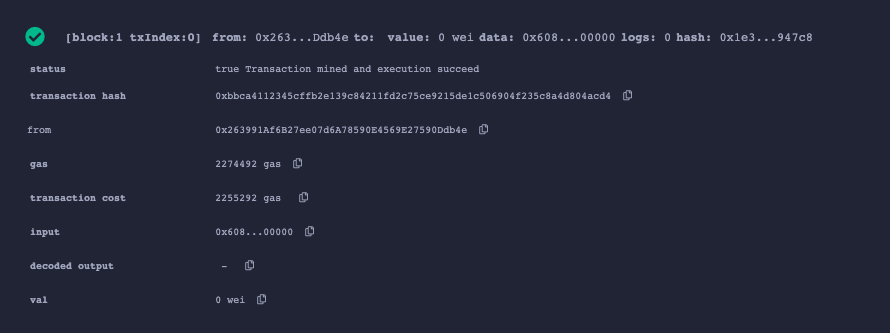 [block:1 txIndex:0] from: 0x263...Ddb4e to: value: 0 wei data: 0x608...00000 logs: 0 hash: 0x1e3...947c8
status true Transaction mined and execution succeed
transaction hash 0xbbca4112345cffb2e139c84211fd2c75ce9215de1c506904f235c8a4d804acd4
from 0x263991Af6B27ee07d6A78590E4569E27590Ddb4e
gas 2274492 gas
transaction cost 2255292 gas
input 0x608...00000
decoded output -
val 0 wei